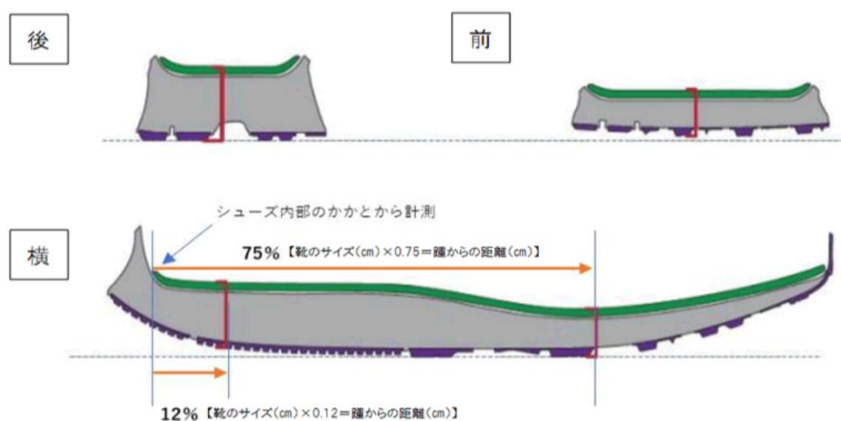 後
前
シューズ内部のかかとから計測
横
75%【靴のサイズ(cm)×0.75=踵からの距離(cm)】
12%【靴のサイズ(cm)×0.12=踵からの距離(cm)】